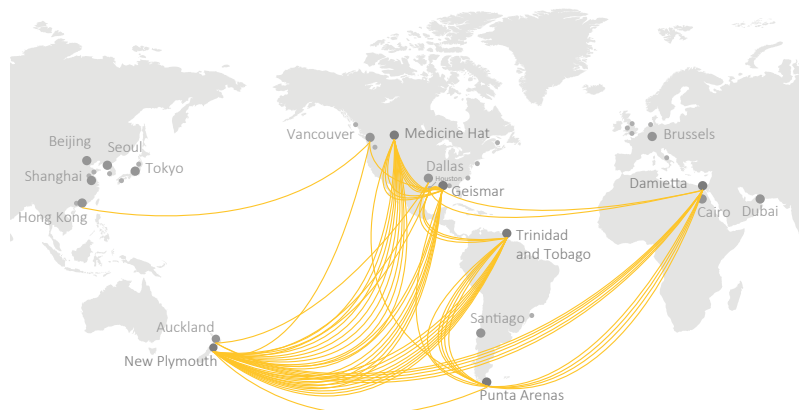 Vancouver
Medicine Hat
Beijing
Seoul
Brussels
Tokyo
Dallas
Shanghai
Houston
Damietta
Geismar
Hong Kong
Cairo
Dubai
Trinidad
and Tobago
Santiago
Auckland
New Plymouth
Punta Arenas